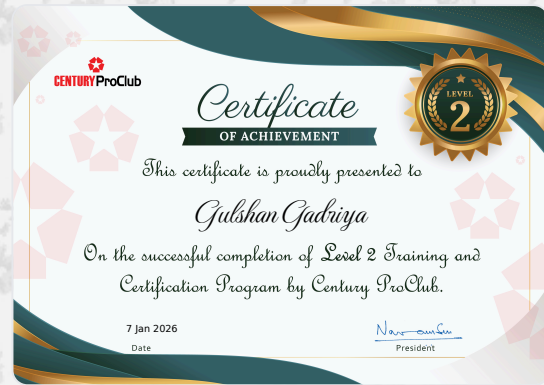 CENTURY ProClub
Certificate
OF ACHIEVEMENT
LEVEL
2
This certificate is proudly presented to
Gulshan Gadriya
On the successful completion of Level 2 Training and
Certification Program by Century ProClub.
7 Jan 2026
Date
President